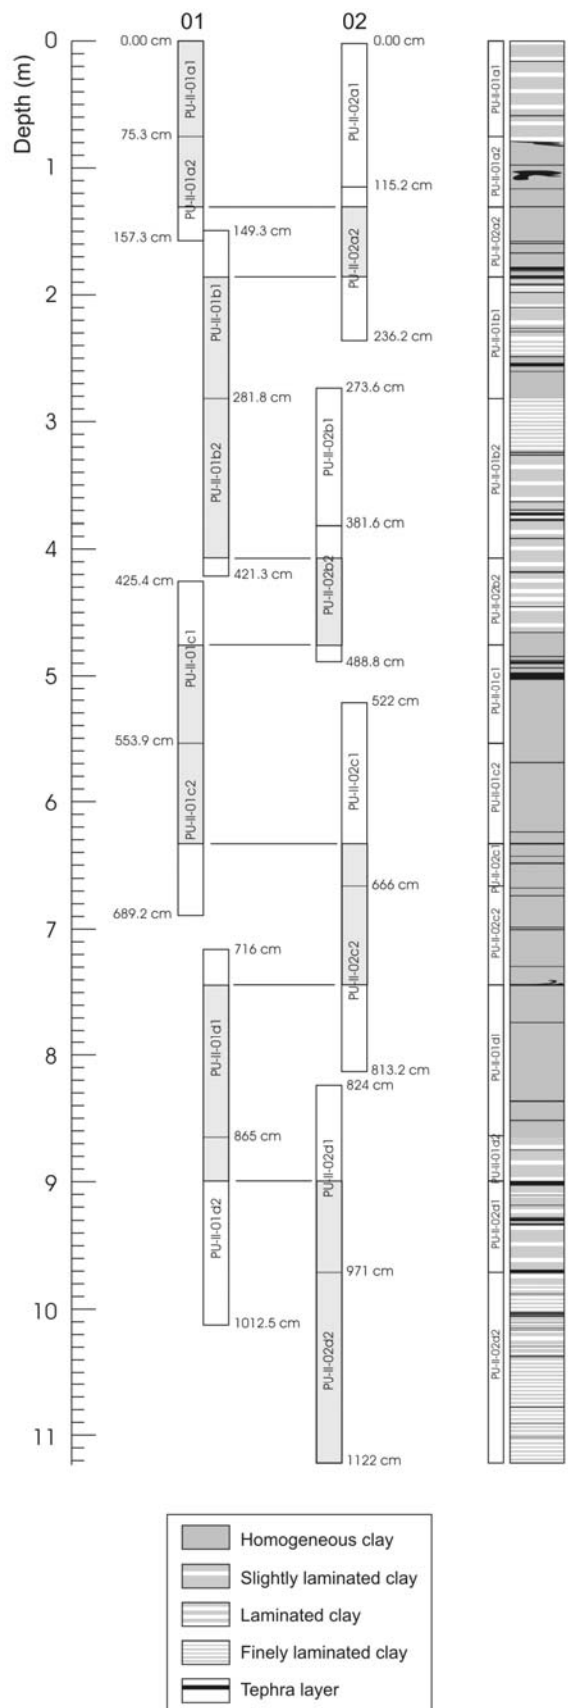 01
02
Depth (m)
0
1
2
3
4
5
6
7
8
9
10
11
0.00 cm
PU-II-01a1
75.3 cm
PU-II-01a2
157.3 cm
149.3 cm
PU-II-01b1
281.8 cm
PU-II-01b2
421.3 cm
425.4 cm
PU-II-01c1
553.9 cm
PU-II-01c2
689.2 cm
716 cm
PU-II-01d1
865 cm
PU-II-01d2
1012.5 cm
0.00 cm
PU-II-02a1
115.2 cm
PU-II-02a2
236.2 cm
273.6 cm
PU-II-02b1
381.6 cm
PU-II-02b2
488.8 cm
522 cm
PU-II-02c1
666 cm
PU-II-02c2
813.2 cm
824 cm
PU-II-02d1
971 cm
PU-II-02d2
1122 cm
PU-II-01a1
PU-II-01a2
PU-II-02a2
PU-II-01b1
PU-II-01b2
PU-II-02b2
PU-II-01c1
PU-II-01c2
PU-II-02c1
PU-II-02c2
PU-II-01d1
PU-II-01d2
PU-II-02d1
PU-II-02d2
Homogeneous clay
Slightly laminated clay
Laminated clay
Finely laminated clay
Tephra layer